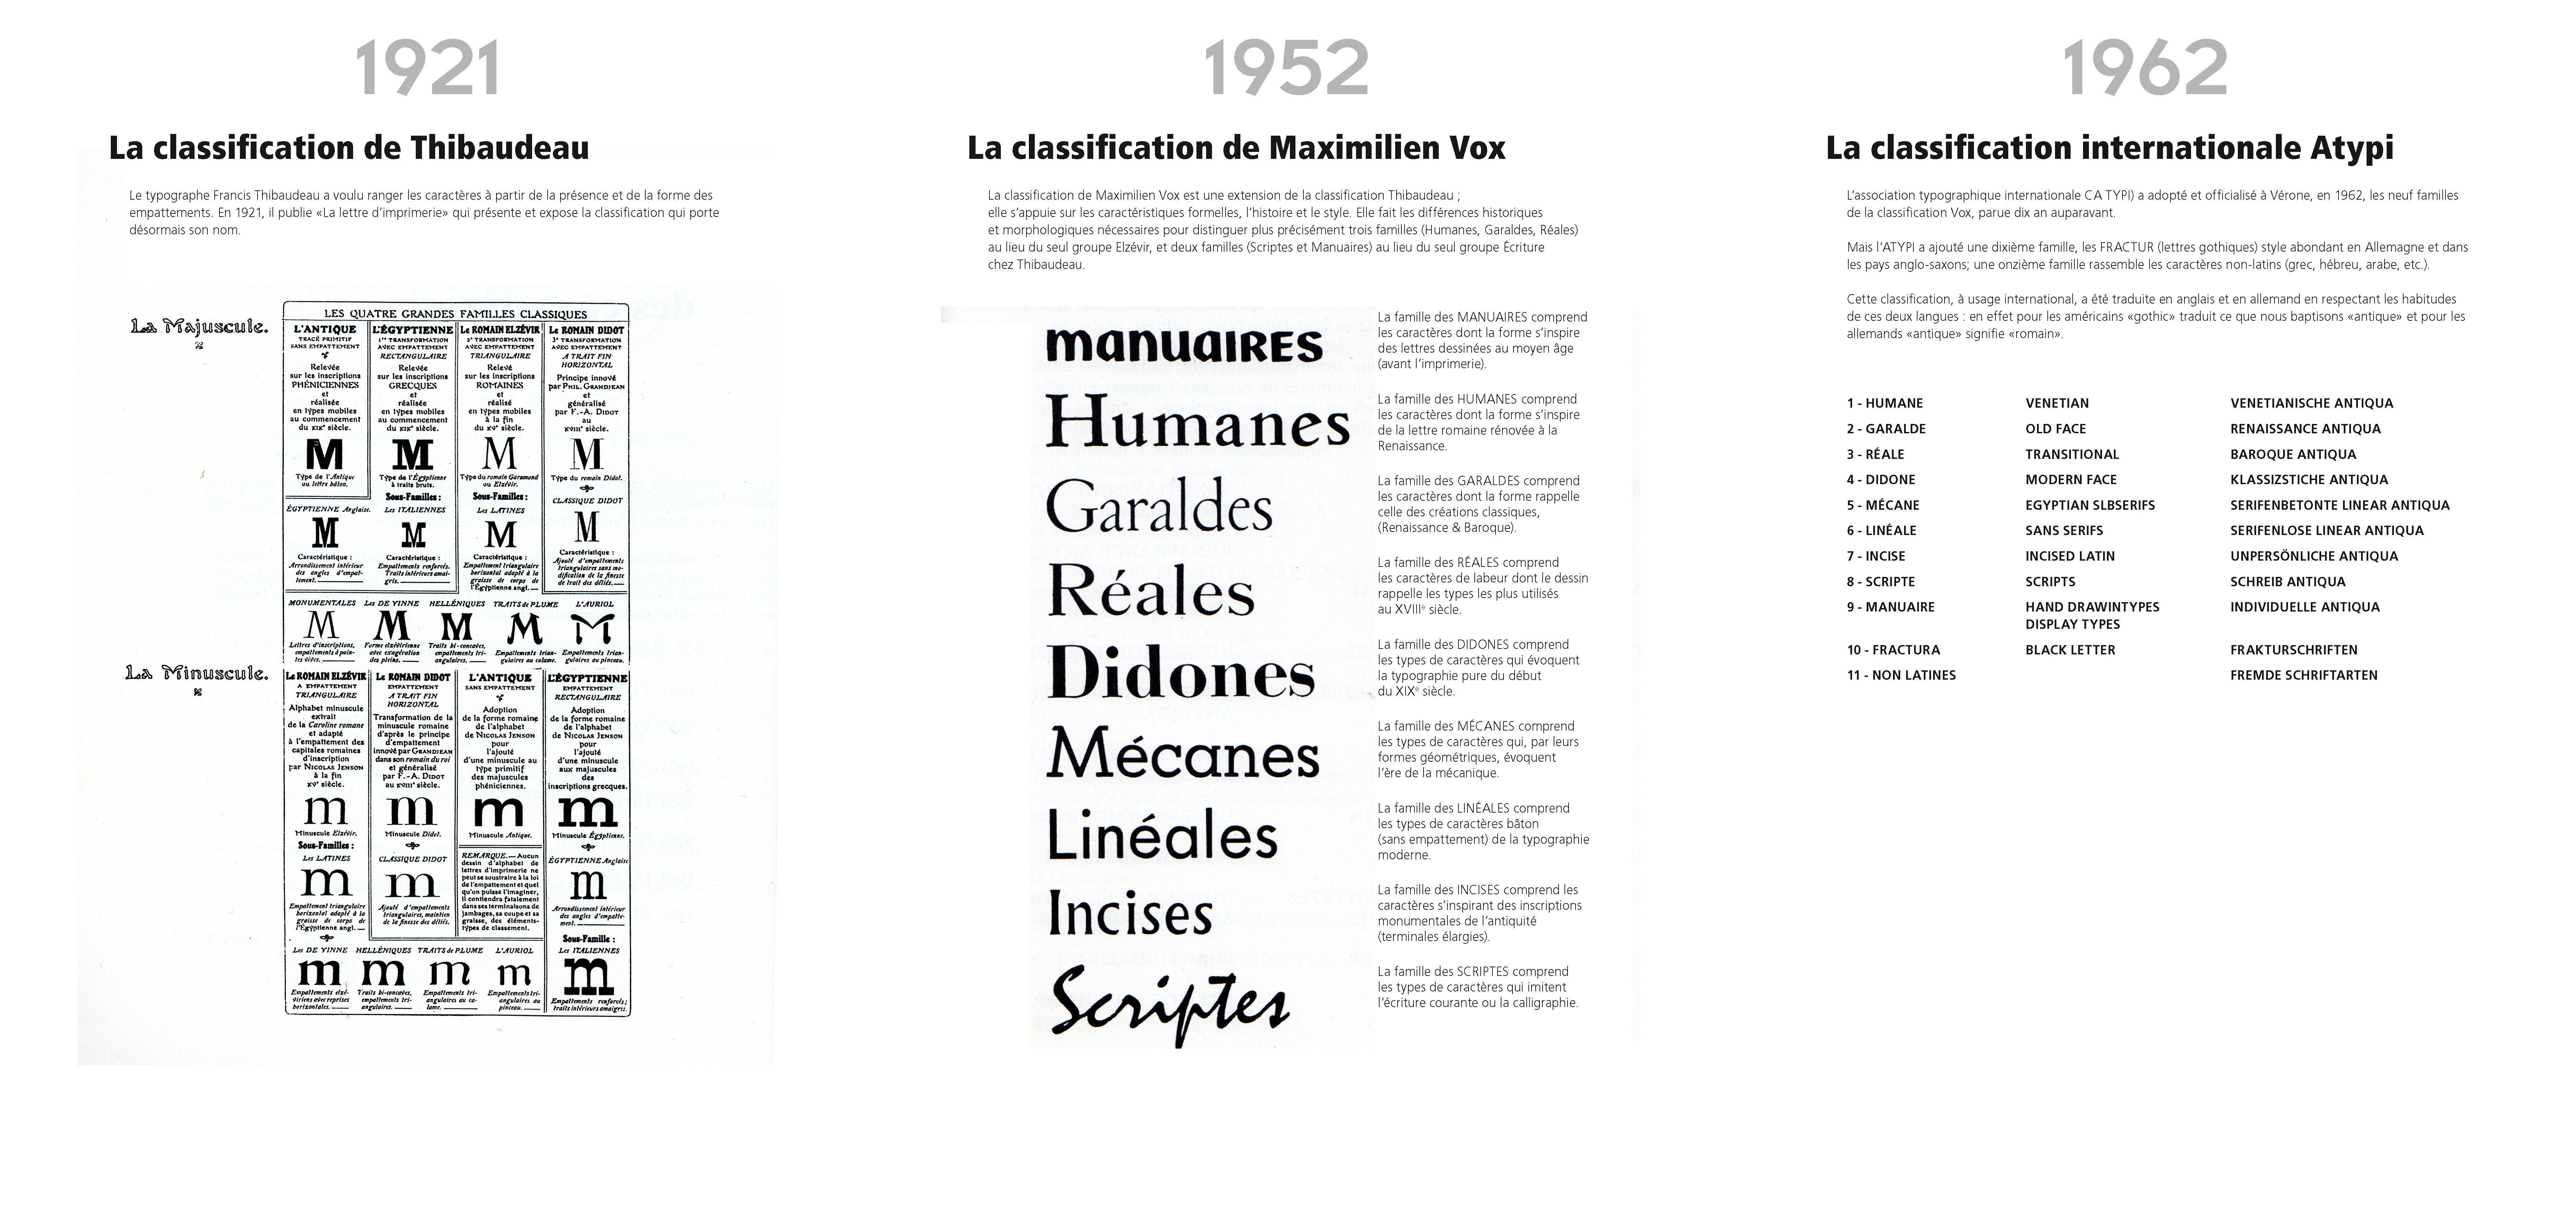 1921
La classification de Thibaudeau
Le typographe Francis Thibaudeau a voulu ranger les caractères à partir de la présence et de la forme des
empattements. En 1921, il publie «La lettre d’imprimerie» qui présente et expose la classification qui porte
désormais son nom.
La Majuscule.
LES QUATRE GRANDES FAMILLES CLASSIQUES
L'ANTIQUE
TRACÉ PRIMITIF
SANS EMPATTEMENT
Relevée
sur les inscriptions
PHÉNICIENNES
et
réalisée
en types mobiles
au commencement
du XIXe siècle.
M
Type de l'Antique
ou lettre bâton.
L'ÉGYPTIENNE
1re TRANSFORMATION
AVEC EMPATTEMENT
RECTANGULAIRE
Relevée
sur les inscriptions
GRECQUES
et
réalisée
en types mobiles
au commencement
du XIXe siècle.
M
Type de l'Égyptienne
à traits bruts.
Sous-Familles :
Le ROMAIN ELZÉVIR
2e TRANSFORMATION
AVEC EMPATTEMENT
TRIANGULAIRE
Relevé
sur les inscriptions
ROMAINES
et
réalisé
en types mobiles
à la fin
du XVe siècle.
M
Type du romain Garamond
ou Elzévir.
Sous-Familles :
Le ROMAIN DIDOT
3e TRANSFORMATION
AVEC EMPATTEMENT
A TRAIT FIN
HORIZONTAL
Principe innové
par PHIL. GRANDJEAN
et
généralisé
par F.-A. DIDOT
au
XVIIIe siècle.
M
Type du romain Didot.
CLASSIQUE DIDOT
M
Caractéristique :
Ajouté d'empattements
triangulaires sans mo-
dification de la finesse
de trait des déliés.
ÉGYPTIENNE Anglaise.
M
Caractéristique :
Arrondissement intérieur
des angles d'empat-
tement.
Les ITALIENNES
M
Caractéristique :
Empattements renforcés.
Traits intérieurs amai-
gris.
Les LATINES
M
Caractéristique :
Empattement triangulaire
horizontal adapté à la
graisse de corps de
l'Égyptienne angl.
MONUMENTALES Les DE VINNE HELLÉNIQUES TRAITS de PLUME L'AURIOL
M M M M M
Lettres d'inscriptions,
empattements à poin-
tes vives.
Forme elzévirienne
avec exagération
des pleins.
Traits bi-concaves,
empattements tri-
angulaires.
Empattements trian-
gulaires au calame.
Empattements trian-
gulaires au pinceau.
La Minuscule.
Le ROMAIN ELZÉVIR
A EMPATTEMENT
TRIANGULAIRE
Alphabet minuscule
extrait
de la Caroline romane
et adapté
à l'empattement des
capitales romaines
d'inscription
par NICOLAS JENSON
à la fin
XVe siècle.
m
Minuscule Elzévir.
Sous-Familles :
Les LATINES
m
Empattement triangulaire
horizontal adapté à la
graisse de corps de
l'Égyptienne angl.
Le ROMAIN DIDOT
EMPATTEMENT
A TRAIT FIN
HORIZONTAL
Transformation de la
minuscule romaine
d'après le principe
d'empattement
innové par GRANDJEAN
dans son romain du roi
et généralisé
par F.-A. DIDOT
au XVIIIe siècle.
m
Minuscule Didot.
CLASSIQUE DIDOT
m
Ajouté d'empattements
triangulaires, maintien
de la finesse des déliés.
L'ANTIQUE
SANS EMPATTEMENT
Adoption
de la forme romaine
de l'alphabet
de NICOLAS JENSON
pour
l'ajouté
d'une minuscule au
type primitif
des majuscules
phéniciennes.
m
Minuscule Antique.
REMARQUE. — Aucun
dessin d'alphabet de
lettres d'imprimerie ne
peut se soustraire à la loi
de l'empattement et quel
qu'on puisse l'imaginer,
il contiendra fatalement
dans ses terminaisons de
jambages, sa coupe et sa
graisse, des éléments-
types de classement.
L'ÉGYPTIENNE
EMPATTEMENT
RECTANGULAIRE
Adoption
de la forme romaine
de l'alphabet
de NICOLAS JENSON
pour
l'ajouté
d'une minuscule
aux majuscules
des
inscriptions grecques.
m
Minuscule Égyptienne.
ÉGYPTIENNE Anglaise
m
Arrondissement intérieur
des angles d'empatte-
ment.
Sous-Famille :
Les ITALIENNES
m
Empattements renforcés ;
traits intérieurs amaigris.
Les DE VINNE HELLÉNIQUES TRAITS de PLUME L'AURIOL
m m m m
Empattements elzé-
viriens avec reprises
horizontales.
Traits bi-concaves,
empattements tri-
angulaires.
Empattements tri-
angulaires au ca-
lame.
Empattements tri-
angulaires au
pinceau.
1952
La classification de Maximilien Vox
La classification de Maximilien Vox est une extension de la classification Thibaudeau ;
elle s’appuie sur les caractéristiques formelles, l’histoire et le style. Elle fait les différences historiques
et morphologiques nécessaires pour distinguer plus précisément trois familles (Humanes, Garaldes, Réales)
au lieu du seul groupe Elzévir, et deux familles (Scriptes et Manuaires) au lieu du seul groupe Écriture
chez Thibaudeau.
manuaires
La famille des MANUAIRES comprend
les caractères dont la forme s’inspire
des lettres dessinées au moyen âge
(avant l’imprimerie).
Humanes
La famille des HUMANES comprend
les caractères dont la forme s’inspire
de la lettre romaine rénovée à la
Renaissance.
Garaldes
La famille des GARALDES comprend
les caractères dont la forme rappelle
celle des créations classiques,
(Renaissance & Baroque).
Réales
La famille des RÉALES comprend
les caractères de labeur dont le dessin
rappelle les types les plus utilisés
au XVIIIe siècle.
Didones
La famille des DIDONES comprend
les types de caractères qui évoquent
la typographie pure du début
du XIXe siècle.
Mécanes
La famille des MÉCANES comprend
les types de caractères qui, par leurs
formes géométriques, évoquent
l’ère de la mécanique.
Linéales
La famille des LINÉALES comprend
les types de caractères bâton
(sans empattement) de la typographie
moderne.
Incises
La famille des INCISES comprend les
caractères s’inspirant des inscriptions
monumentales de l’antiquité
(terminales élargies).
Scriptes
La famille des SCRIPTES comprend
les types de caractères qui imitent
l’écriture courante ou la calligraphie.
1962
La classification internationale Atypi
L’association typographique internationale CA TYPI) a adopté et officialisé à Vérone, en 1962, les neuf familles
de la classification Vox, parue dix an auparavant.
Mais l’ATYPI a ajouté une dixième famille, les FRACTUR (lettres gothiques) style abondant en Allemagne et dans
les pays anglo-saxons; une onzième famille rassemble les caractères non-latins (grec, hébreu, arabe, etc.).
Cette classification, à usage international, a été traduite en anglais et en allemand en respectant les habitudes
de ces deux langues : en effet pour les américains «gothic» traduit ce que nous baptisons «antique» et pour les
allemands «antique» signifie «romain».
1 - HUMANE VENETIAN VENETIANISCHE ANTIQUA
2 - GARALDE OLD FACE RENAISSANCE ANTIQUA
3 - RÉALE TRANSITIONAL BAROQUE ANTIQUA
4 - DIDONE MODERN FACE KLASSIZSTICHE ANTIQUA
5 - MÉCANE EGYPTIAN SLBSERIFS SERIFENBETONTE LINEAR ANTIQUA
6 - LINÉALE SANS SERIFS SERIFENLOSE LINEAR ANTIQUA
7 - INCISE INCISED LATIN UNPERSÖNLICHE ANTIQUA
8 - SCRIPTE SCRIPTS SCHREIB ANTIQUA
9 - MANUAIRE HAND DRAWINTYPES INDIVIDUELLE ANTIQUA
DISPLAY TYPES
10 - FRACTURA BLACK LETTER FRAKTURSCHRIFTEN
11 - NON LATINES FREMDE SCHRIFTARTEN